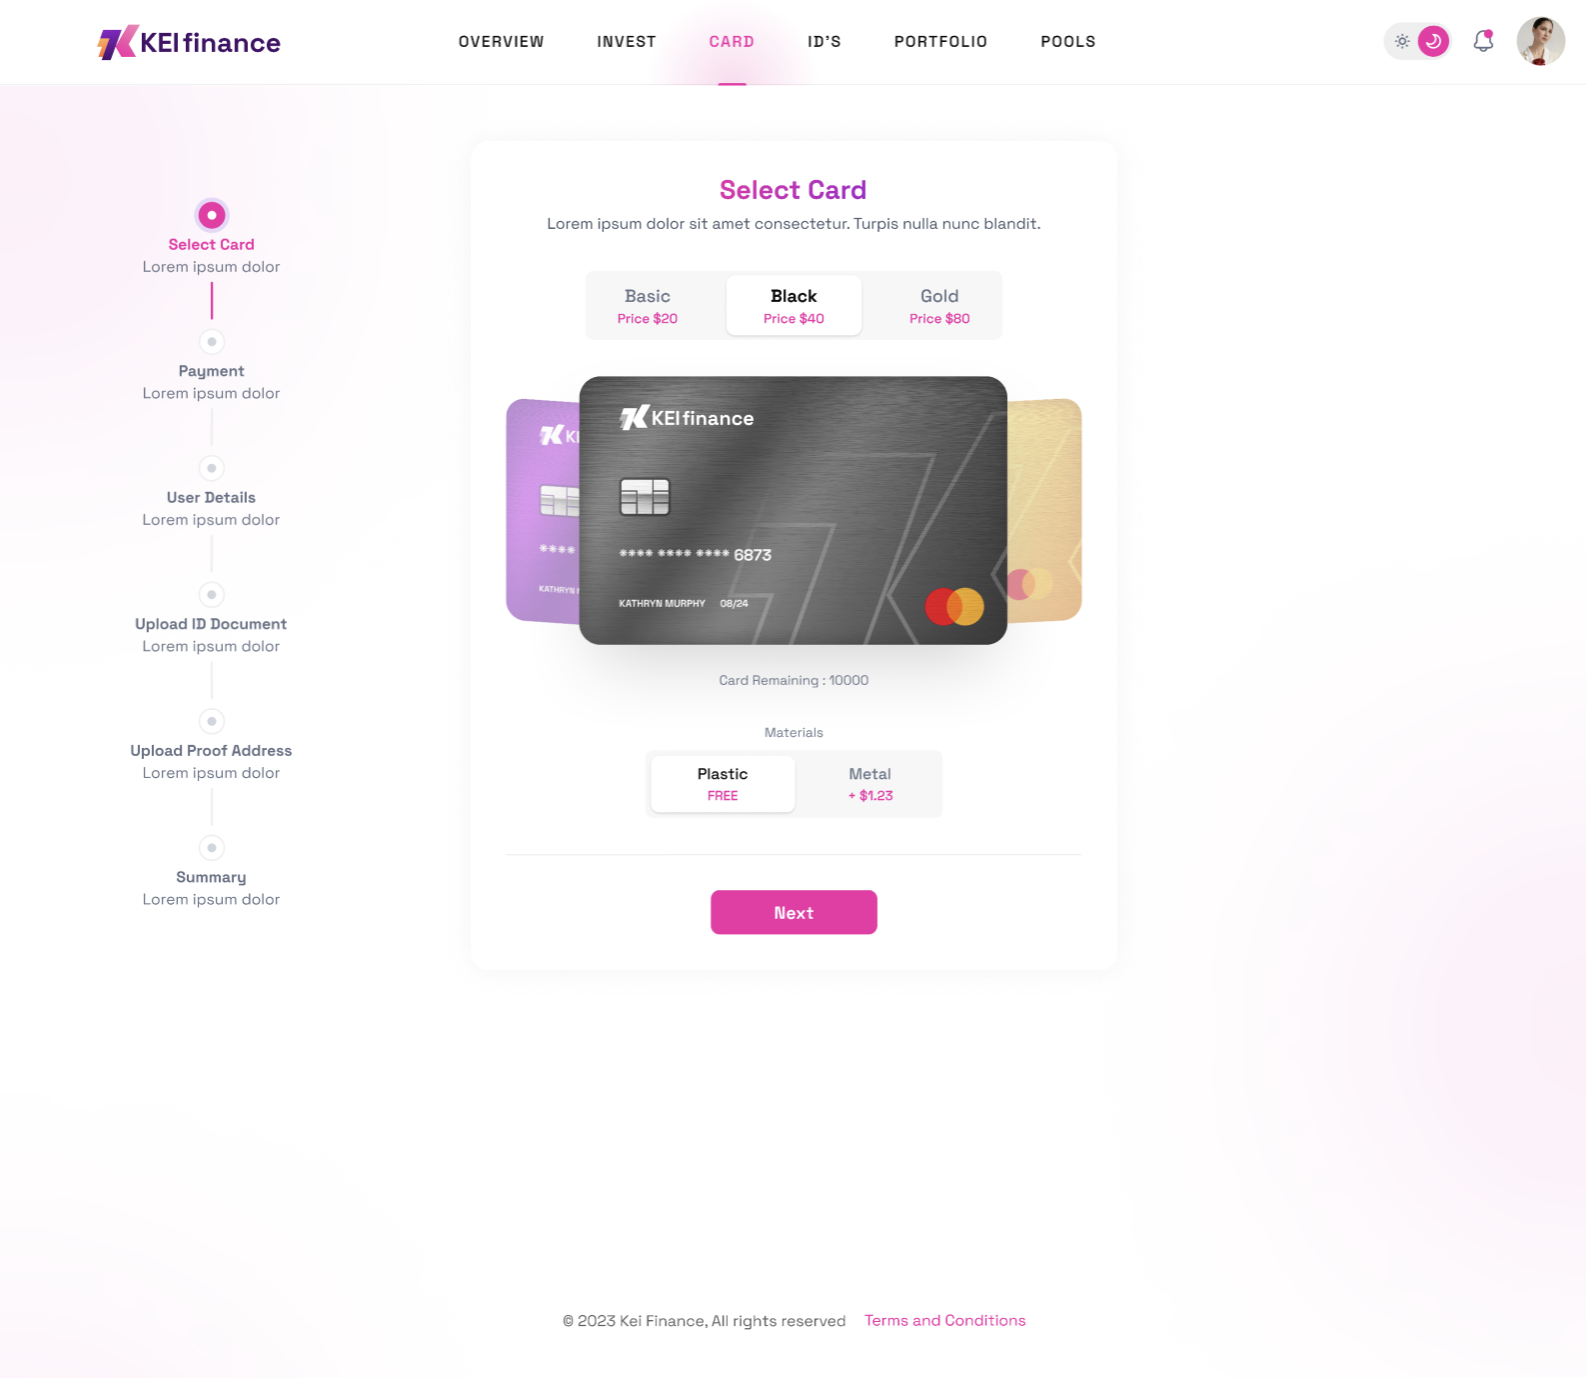 KEI finance
OVERVIEW INVEST CARD ID'S PORTFOLIO POOLS
Select Card
Lorem ipsum dolor
Payment
Lorem ipsum dolor
User Details
Lorem ipsum dolor
Upload ID Document
Lorem ipsum dolor
Upload Proof Address
Lorem ipsum dolor
Summary
Lorem ipsum dolor
Select Card
Lorem ipsum dolor sit amet consectetur. Turpis nulla nunc blandit.
Basic Black Gold
Price $20 Price $40 Price $80
KEI finance
**** **** **** 6873
KATHRYN MURPHY 08/24
KEI
****
KATHRYN
Card Remaining : 10000
Materials
Plastic Metal
FREE + $1.23
Next
© 2023 Kei Finance, All rights reserved Terms and Conditions